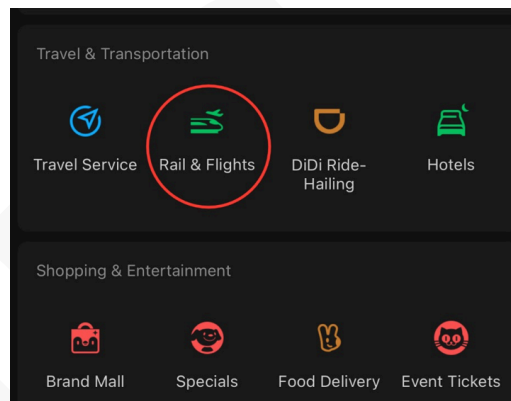 Travel & Transportation
Travel Service
Rail & Flights
DiDi Ride-
Hailing
Hotels
Shopping & Entertainment
Brand Mall
Specials
Food Delivery
Event Tickets